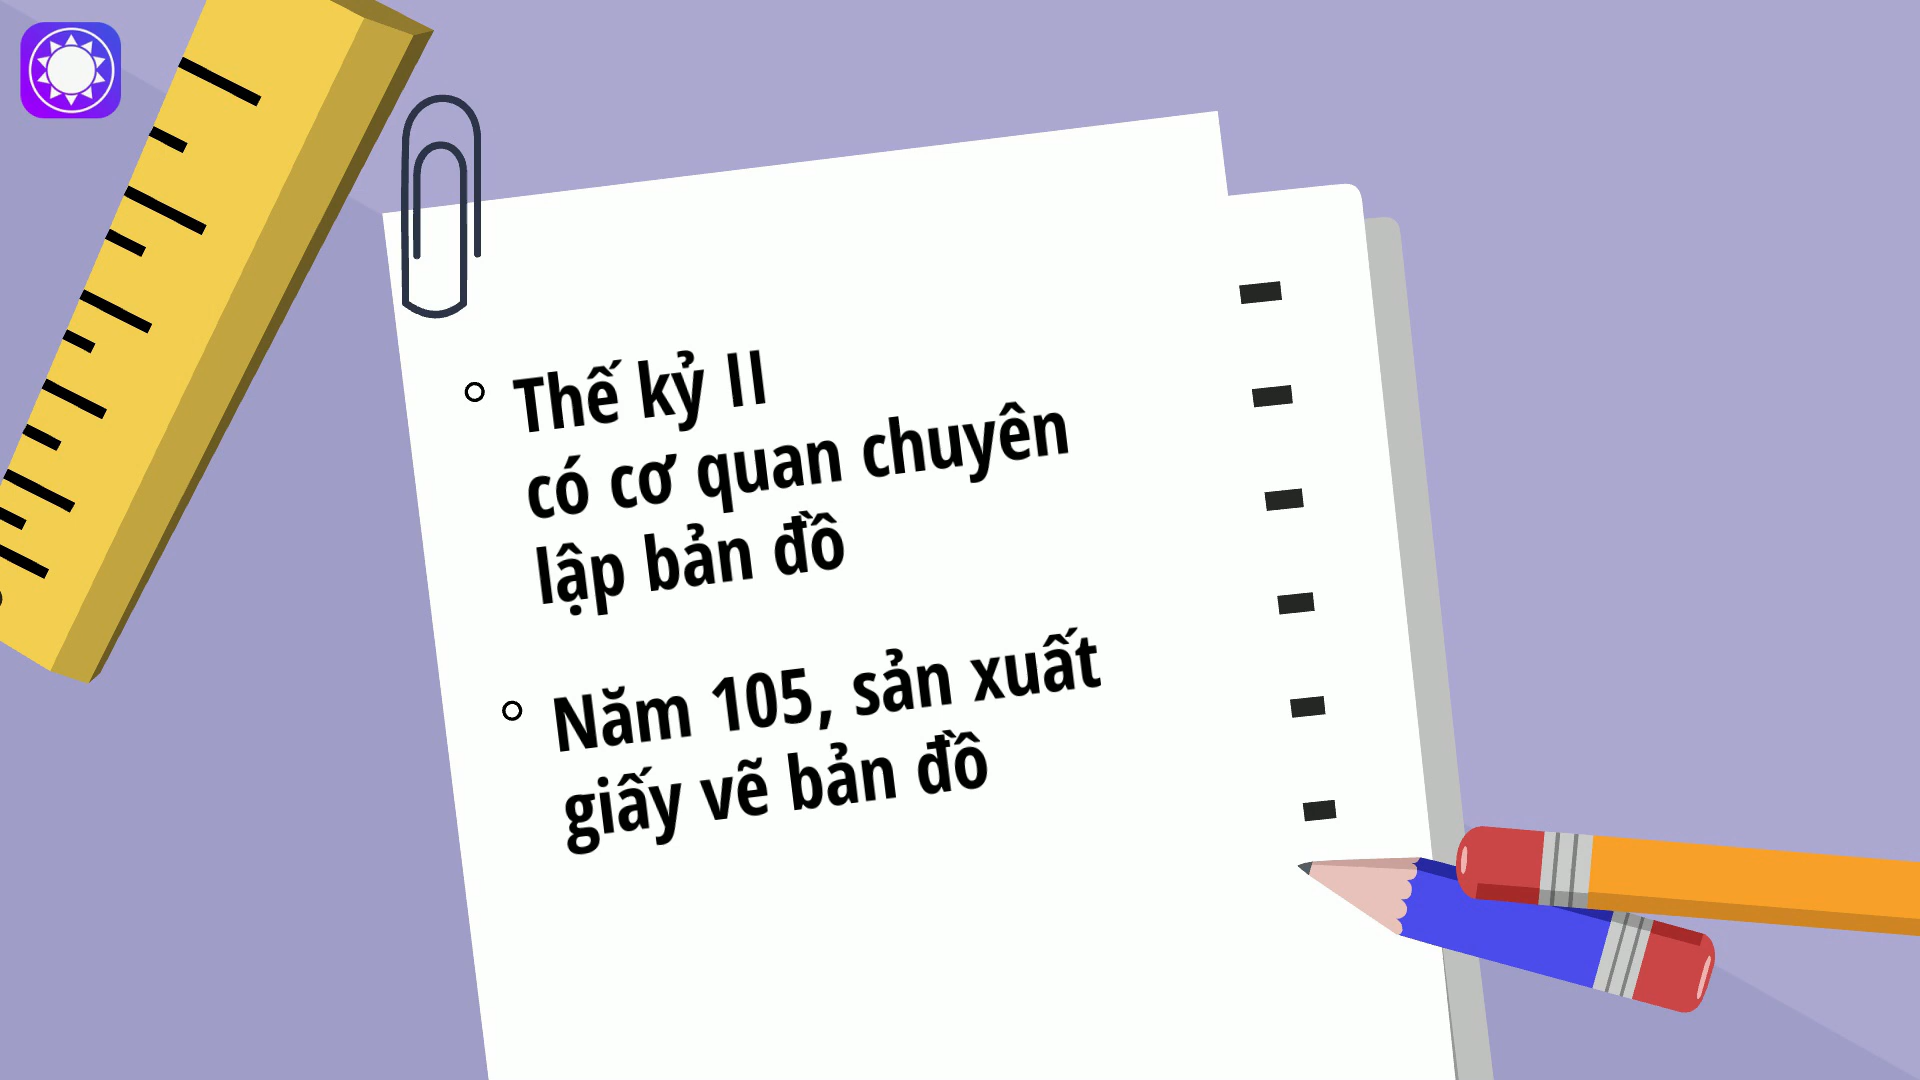 Thế kỷ II
có cơ quan chuyên
lập bản đồ
Năm 105, sản xuất
giấy vẽ bản đồ